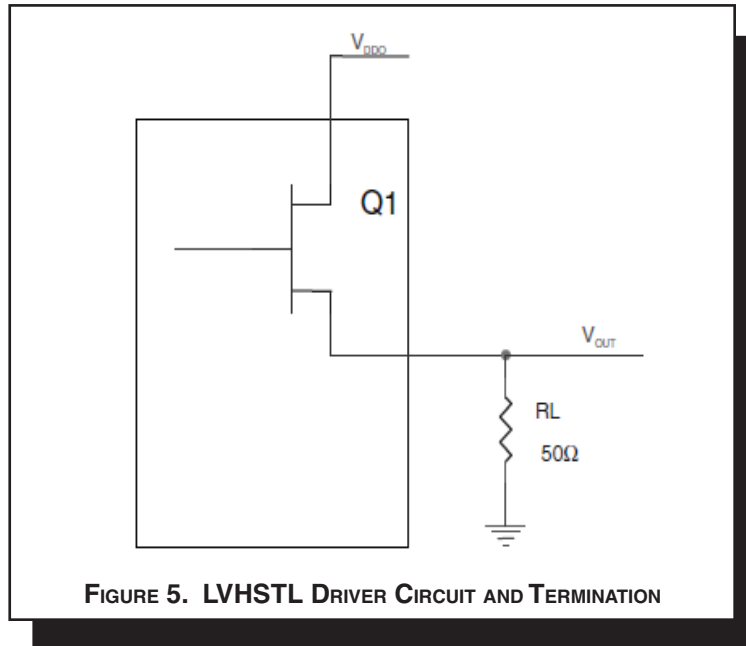 VDDO
Q1
VOUT
RL
50Ω
FIGURE 5. LVHSTL DRIVER CIRCUIT AND TERMINATION